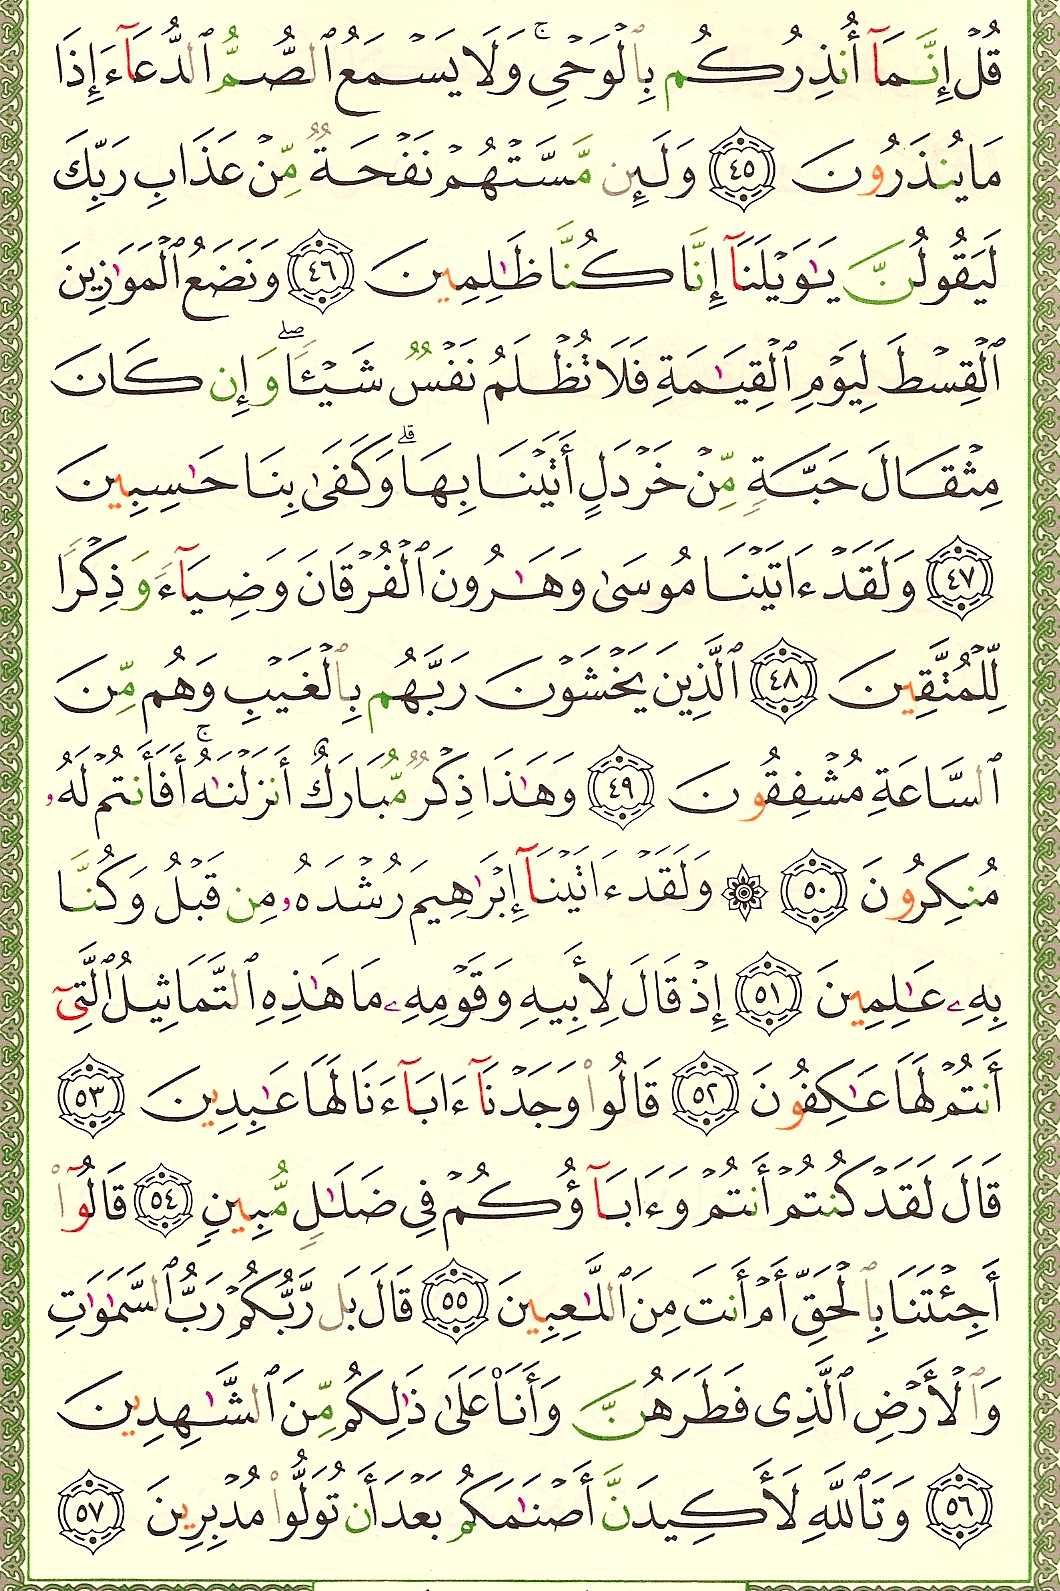 قُلْ إِنَّمَآ أُنذِرُكُم بِٱلْوَحْىِ ۚ وَلَا يَسْمَعُ ٱلصُّمُّ ٱلدُّعَآءَ إِذَا
مَا يُنذَرُونَ ٤٥ وَلَئِن مَّسَّتْهُمْ نَفْحَةٌ مِّنْ عَذَابِ رَبِّكَ
لَيَقُولُنَّ يَٰوَيْلَنَآ إِنَّا كُنَّا ظَٰلِمِينَ ٤٦ وَنَضَعُ ٱلْمَوَٰزِينَ
ٱلْقِسْطَ لِيَوْمِ ٱلْقِيَٰمَةِ فَلَا تُظْلَمُ نَفْسٌ شَيْـًٔا ۖ وَإِن كَانَ
مِثْقَالَ حَبَّةٍ مِّنْ خَرْدَلٍ أَتَيْنَا بِهَا ۗ وَكَفَىٰ بِنَا حَٰسِبِينَ
٤٧ وَلَقَدْ ءَاتَيْنَا مُوسَىٰ وَهَٰرُونَ ٱلْفُرْقَانَ وَضِيَآءً وَذِكْرًا
لِّلْمُتَّقِينَ ٤٨ ٱلَّذِينَ يَخْشَوْنَ رَبَّهُم بِٱلْغَيْبِ وَهُم مِّنَ
ٱلسَّاعَةِ مُشْفِقُونَ ٤٩ وَهَٰذَا ذِكْرٌ مُّبَارَكٌ أَنزَلْنَٰهُ ۚ أَفَأَنتُمْ لَهُۥ
مُنكِرُونَ ٥٠ ۞ وَلَقَدْ ءَاتَيْنَآ إِبْرَٰهِيمَ رُشْدَهُۥ مِن قَبْلُ وَكُنَّا
بِهِۦ عَٰلِمِينَ ٥١ إِذْ قَالَ لِأَبِيهِ وَقَوْمِهِۦ مَا هَٰذِهِ ٱلتَّمَاثِيلُ ٱلَّتِىٓ
أَنتُمْ لَهَا عَٰكِفُونَ ٥٢ قَالُوا۟ وَجَدْنَآ ءَابَآءَنَا لَهَا عَٰبِدِينَ ٥٣
قَالَ لَقَدْ كُنتُمْ أَنتُمْ وَءَابَآؤُكُمْ فِى ضَلَٰلٍ مُّبِينٍ ٥٤ قَالُوٓا۟
أَجِئْتَنَا بِٱلْحَقِّ أَمْ أَنتَ مِنَ ٱللَّٰعِبِينَ ٥٥ قَالَ بَل رَّبُّكُمْ رَبُّ ٱلسَّمَٰوَٰتِ
وَٱلْأَرْضِ ٱلَّذِى فَطَرَهُنَّ وَأَنَا۠ عَلَىٰ ذَٰلِكُم مِّنَ ٱلشَّٰهِدِينَ
٥٦ وَتَٱللَّهِ لَأَكِيدَنَّ أَصْنَٰمَكُم بَعْدَ أَن تُوَلُّوا۟ مُدْبِرِينَ ٥٧